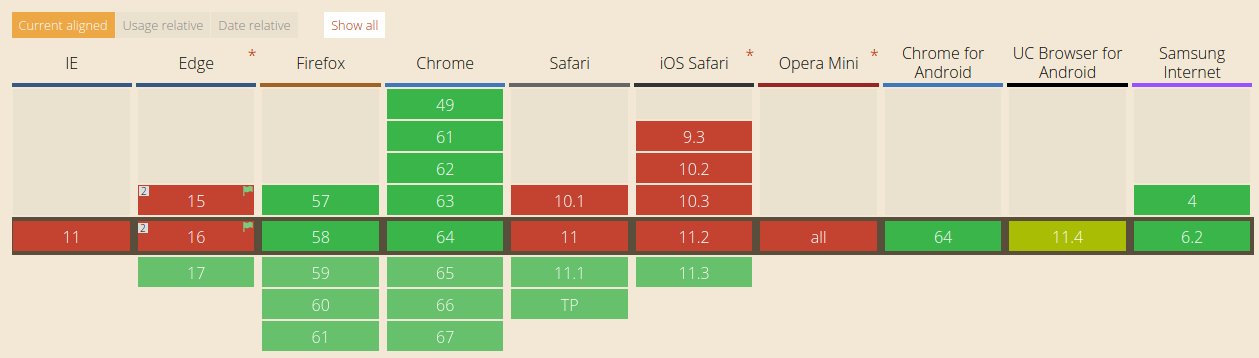 Current aligned Usage relative Date relative Show all
IE Edge * Firefox Chrome Safari iOS Safari * Opera Mini * Chrome for Android UC Browser for Android Samsung Internet
49
61 9.3
62 10.2
2 15 57 63 10.1 10.3 4
11 2 16 58 64 11 11.2 all 64 11.4 6.2
17 59 65 11.1 11.3
60 66 TP
61 67